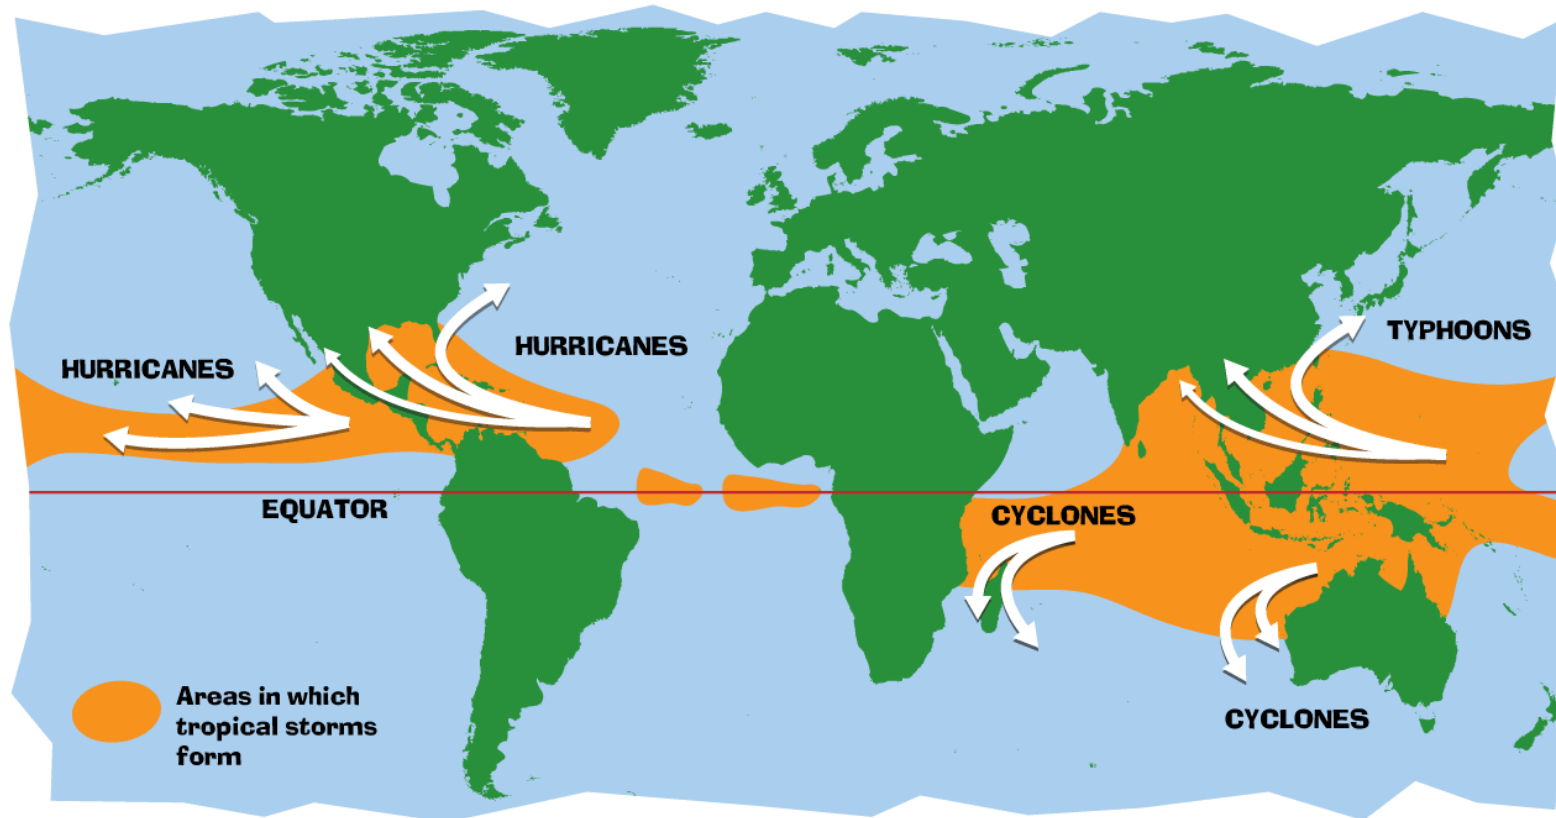 HURRICANES
HURRICANES
TYPHOONS
EQUATOR
CYCLONES
CYCLONES
Areas in which
tropical storms
form